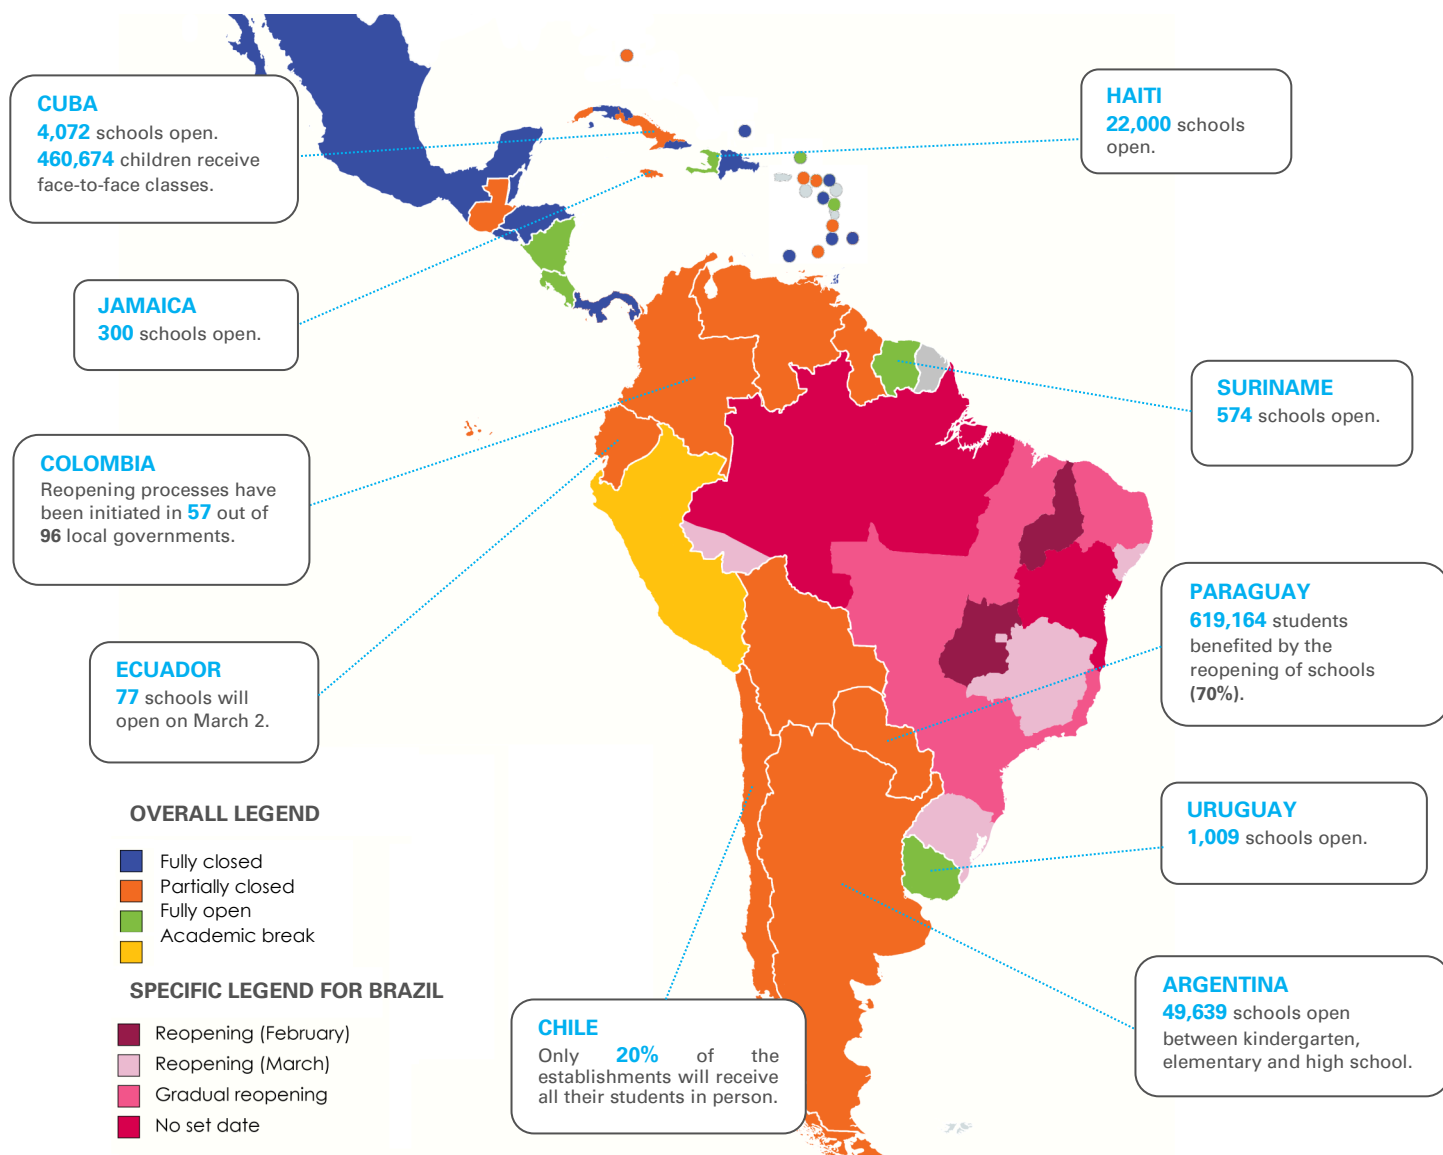 CUBA
4,072 schools open.
460,674 children receive
face-to-face classes.
HAITI
22,000 schools
open.
JAMAICA
300 schools open.
SURINAME
574 schools open.
COLOMBIA
Reopening processes have
been initiated in 57 out of
96 local governments.
PARAGUAY
619,164 students
benefited by the
reopening of schools
(70%).
ECUADOR
77 schools will
open on March 2.
URUGUAY
1,009 schools open.
OVERALL LEGEND
Fully closed
Partially closed
Fully open
Academic break
SPECIFIC LEGEND FOR BRAZIL
Reopening (February)
Reopening (March)
Gradual reopening
No set date
CHILE
Only 20% of the
establishments will receive
all their students in person.
ARGENTINA
49,639 schools open
between kindergarten,
elementary and high school.